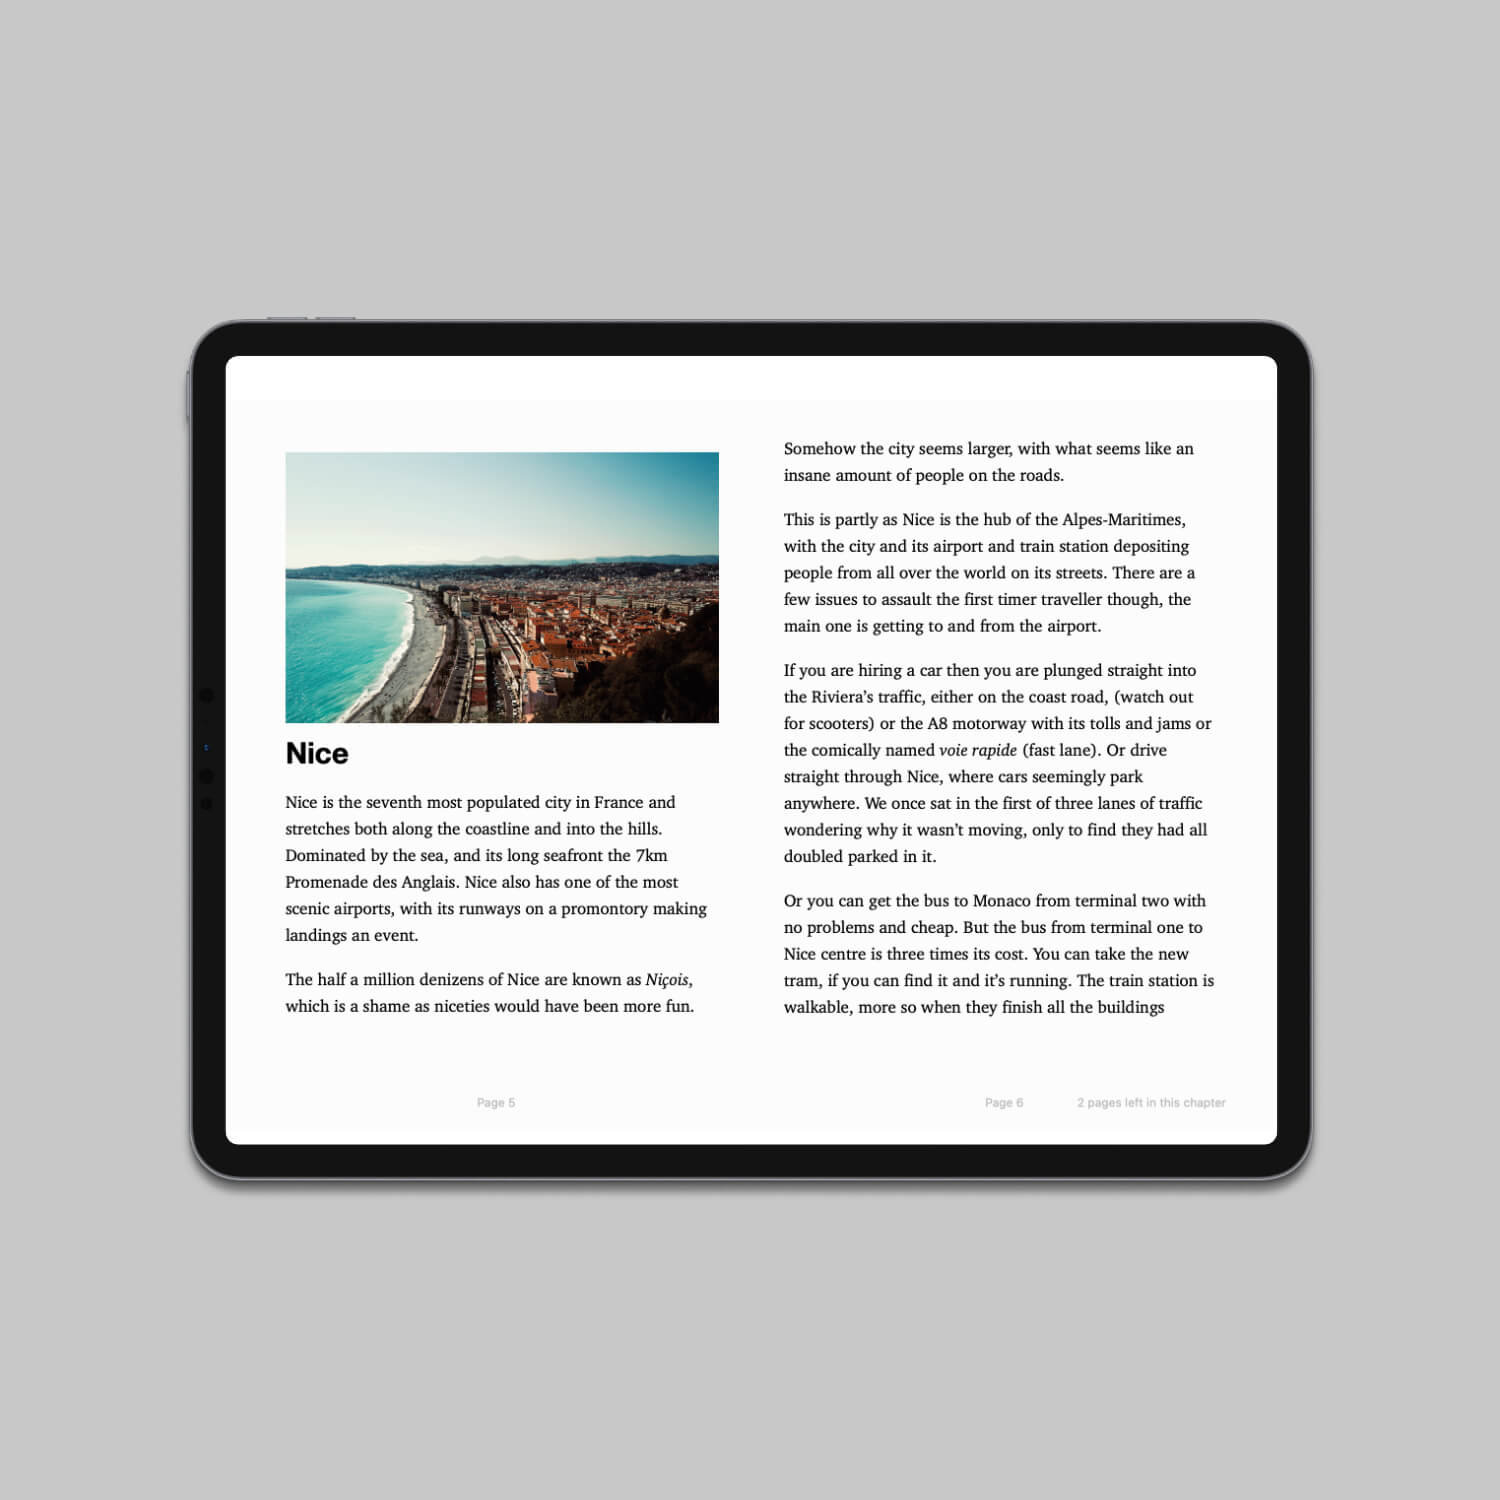 Nice
Nice is the seventh most populated city in France and
stretches both along the coastline and into the hills.
Dominated by the sea, and its long seafront the 7km
Promenade des Anglais. Nice also has one of the most
scenic airports, with its runways on a promontory making
landings an event.
The half a million denizens of Nice are known as Niçois,
which is a shame as niceties would have been more fun.
Page 5
Somehow the city seems larger, with what seems like an
insane amount of people on the roads.
This is partly as Nice is the hub of the Alpes-Maritimes,
with the city and its airport and train station depositing
people from all over the world on its streets. There are a
few issues to assault the first timer traveller though, the
main one is getting to and from the airport.
If you are hiring a car then you are plunged straight into
the Riviera’s traffic, either on the coast road, (watch out
for scooters) or the A8 motorway with its tolls and jams or
the comically named voie rapide (fast lane). Or drive
straight through Nice, where cars seemingly park
anywhere. We once sat in the first of three lanes of traffic
wondering why it wasn’t moving, only to find they had all
doubled parked in it.
Or you can get the bus to Monaco from terminal two with
no problems and cheap. But the bus from terminal one to
Nice centre is three times its cost. You can take the new
tram, if you can find it and it’s running. The train station is
walkable, more so when they finish all the buildings
Page 6
2 pages left in this chapter